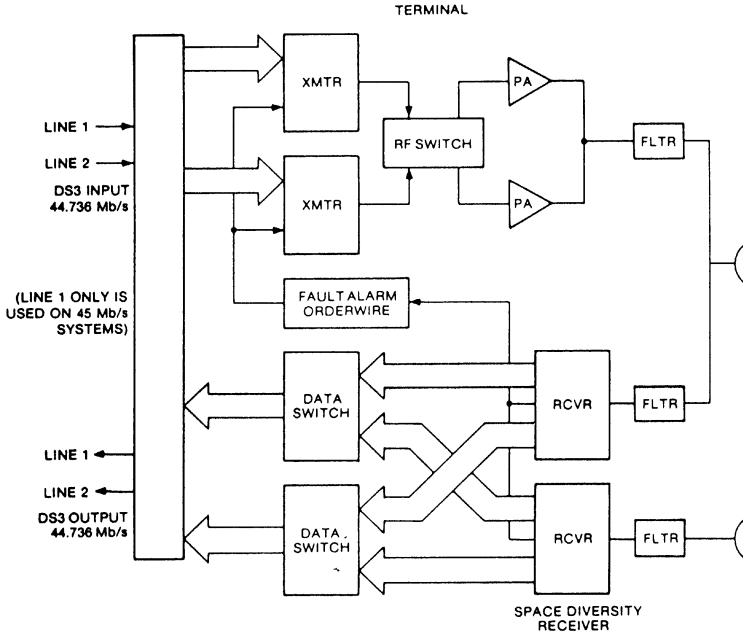 TERMINAL
XMTR
PA
LINE 1
RF SWITCH
FLTR
LINE 2
DS3 INPUT
44.736 Mb/s
XMTR
PA
(LINE 1 ONLY IS
USED ON 45 Mb/s
SYSTEMS)
FAULT ALARM
ORDERWIRE
DATA
SWITCH
RCVR
FLTR
LINE 1
LINE 2
DS3 OUTPUT
44.736 Mb/s
DATA
SWITCH
RCVR
FLTR
SPACE DIVERSITY
RECEIVER